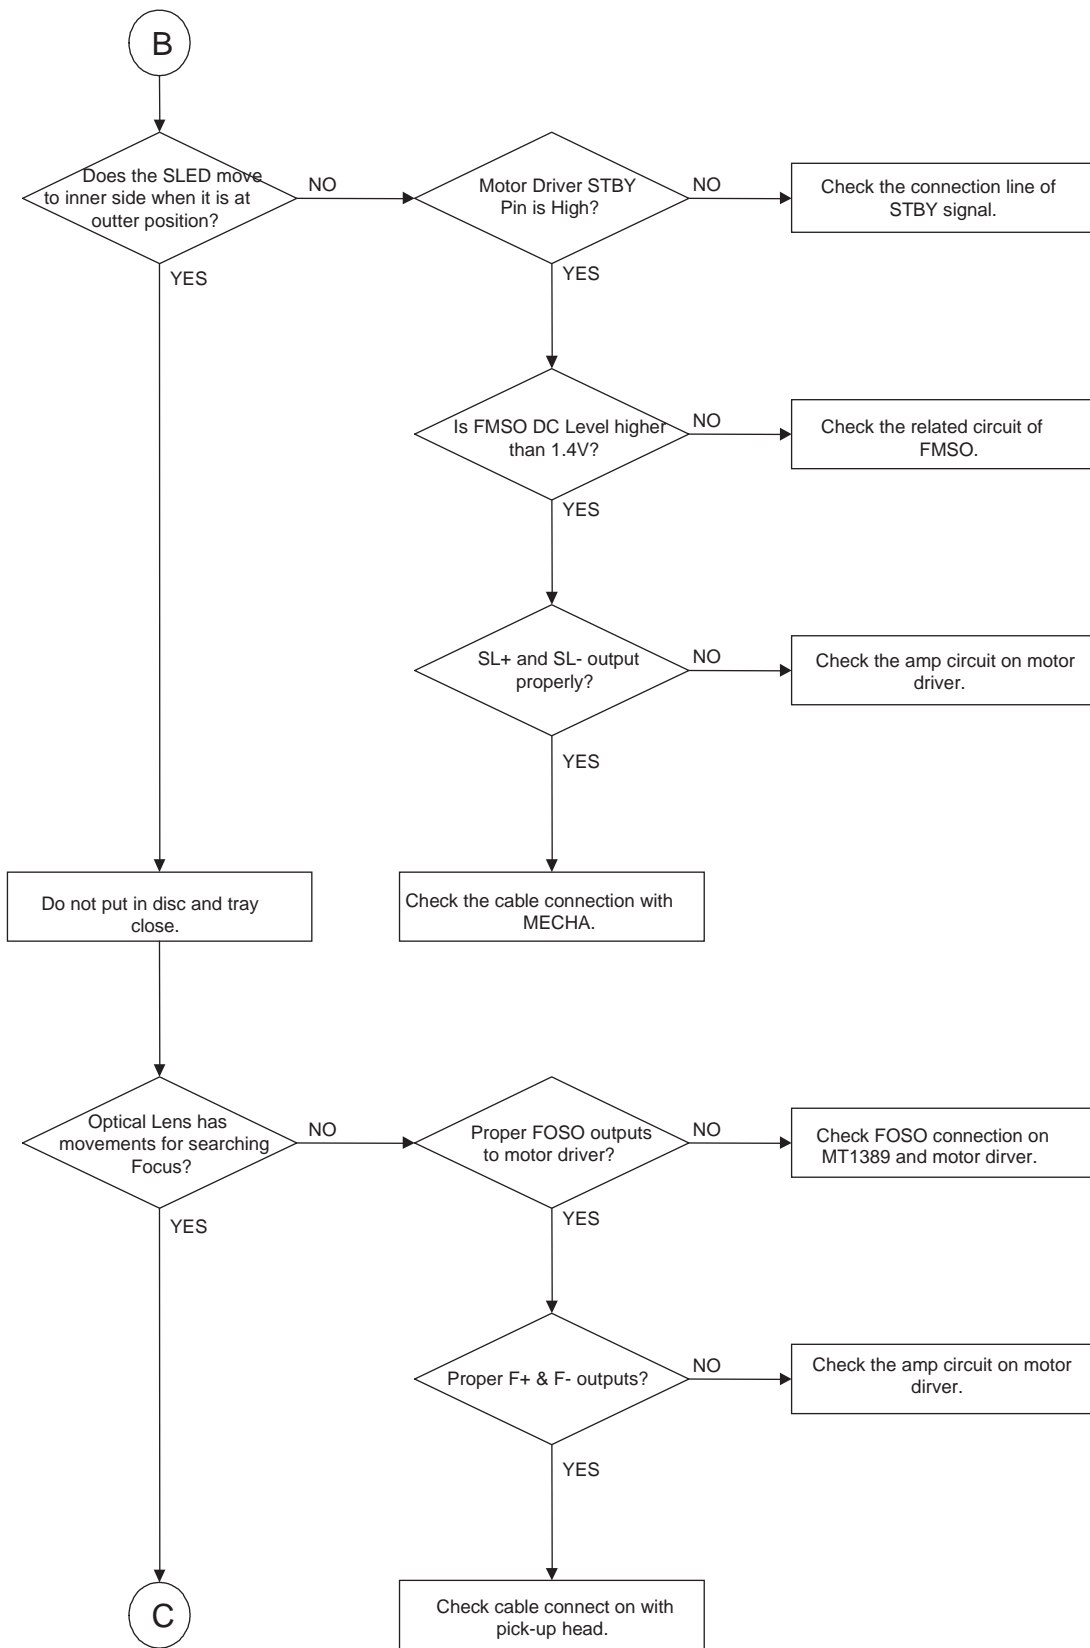 B
Does the SLED move
to inner side when it is at
outter position?
NO
Motor Driver STBY
Pin is High?
NO
Check the connection line of
STBY signal.
YES
YES
Is FMSO DC Level higher
than 1.4V?
NO
Check the related circuit of
FMSO.
YES
SL+ and SL- output
properly?
NO
Check the amp circuit on motor
driver.
YES
Do not put in disc and tray
close.
Check the cable connection with
MECHA.
Optical Lens has
movements for searching
Focus?
NO
Proper FOSO outputs
to motor driver?
NO
Check FOSO connection on
MT1389 and motor dirver.
YES
YES
Proper F+ & F- outputs?
NO
Check the amp circuit on motor
dirver.
YES
C
Check cable connect on with
pick-up head.